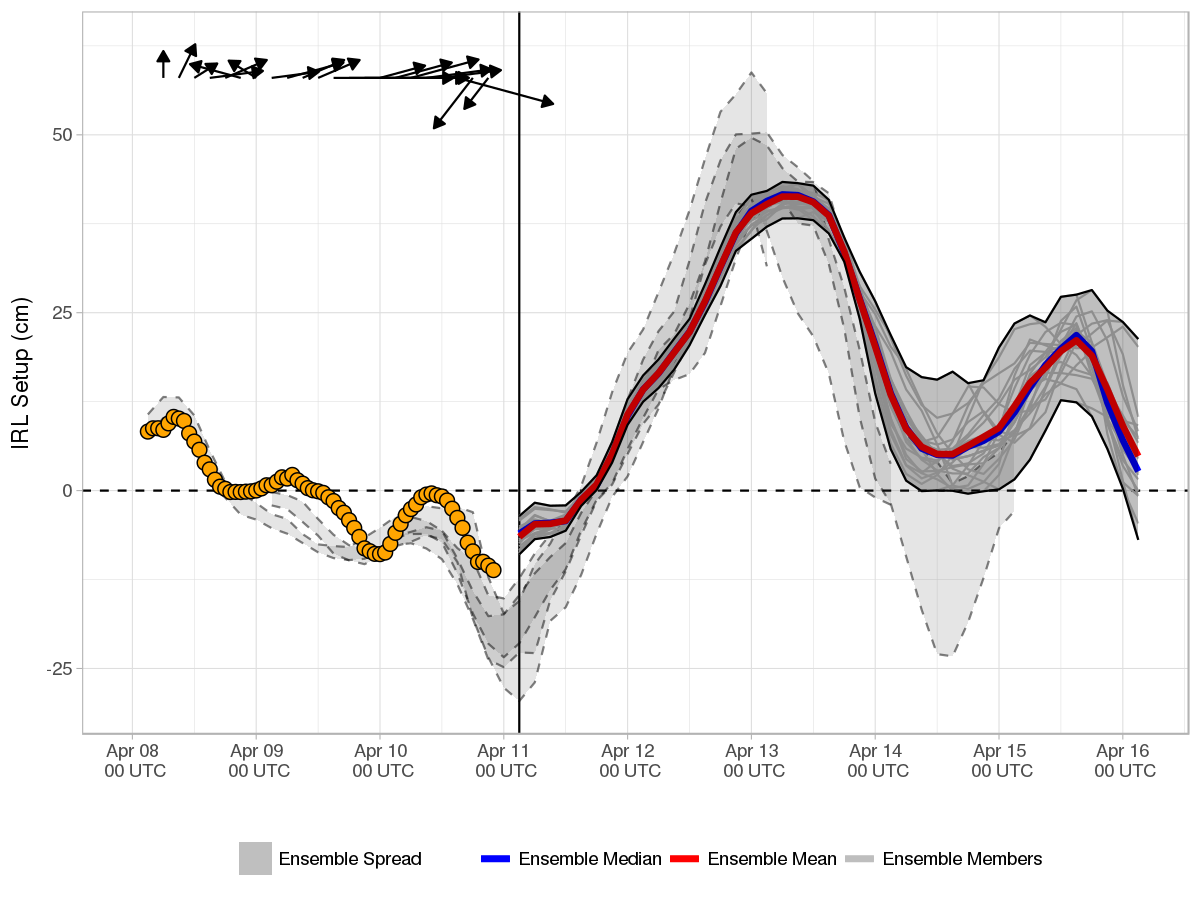 IRL Setup (cm)
50
25
0
-25
Apr 08
00 UTC
Apr 09
00 UTC
Apr 10
00 UTC
Apr 11
00 UTC
Apr 12
00 UTC
Apr 13
00 UTC
Apr 14
00 UTC
Apr 15
00 UTC
Apr 16
00 UTC
Ensemble Spread
Ensemble Median
Ensemble Mean
Ensemble Members